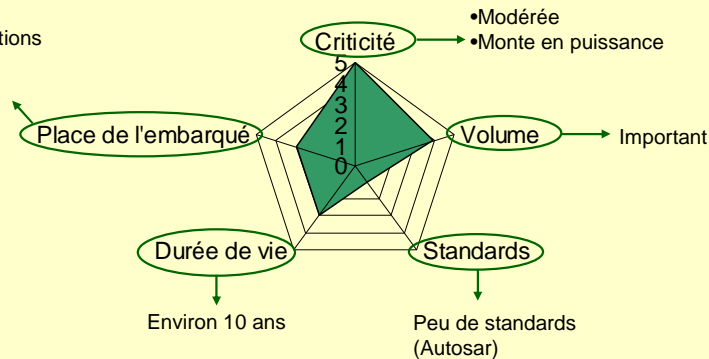 •Modérée
•Monte en puissance
Criticité
tions
5
4
3
2
1
0
Place de l'embarqué
Volume
Important
Durée de vie
Standards
Environ 10 ans
Peu de standards
(Autosar)